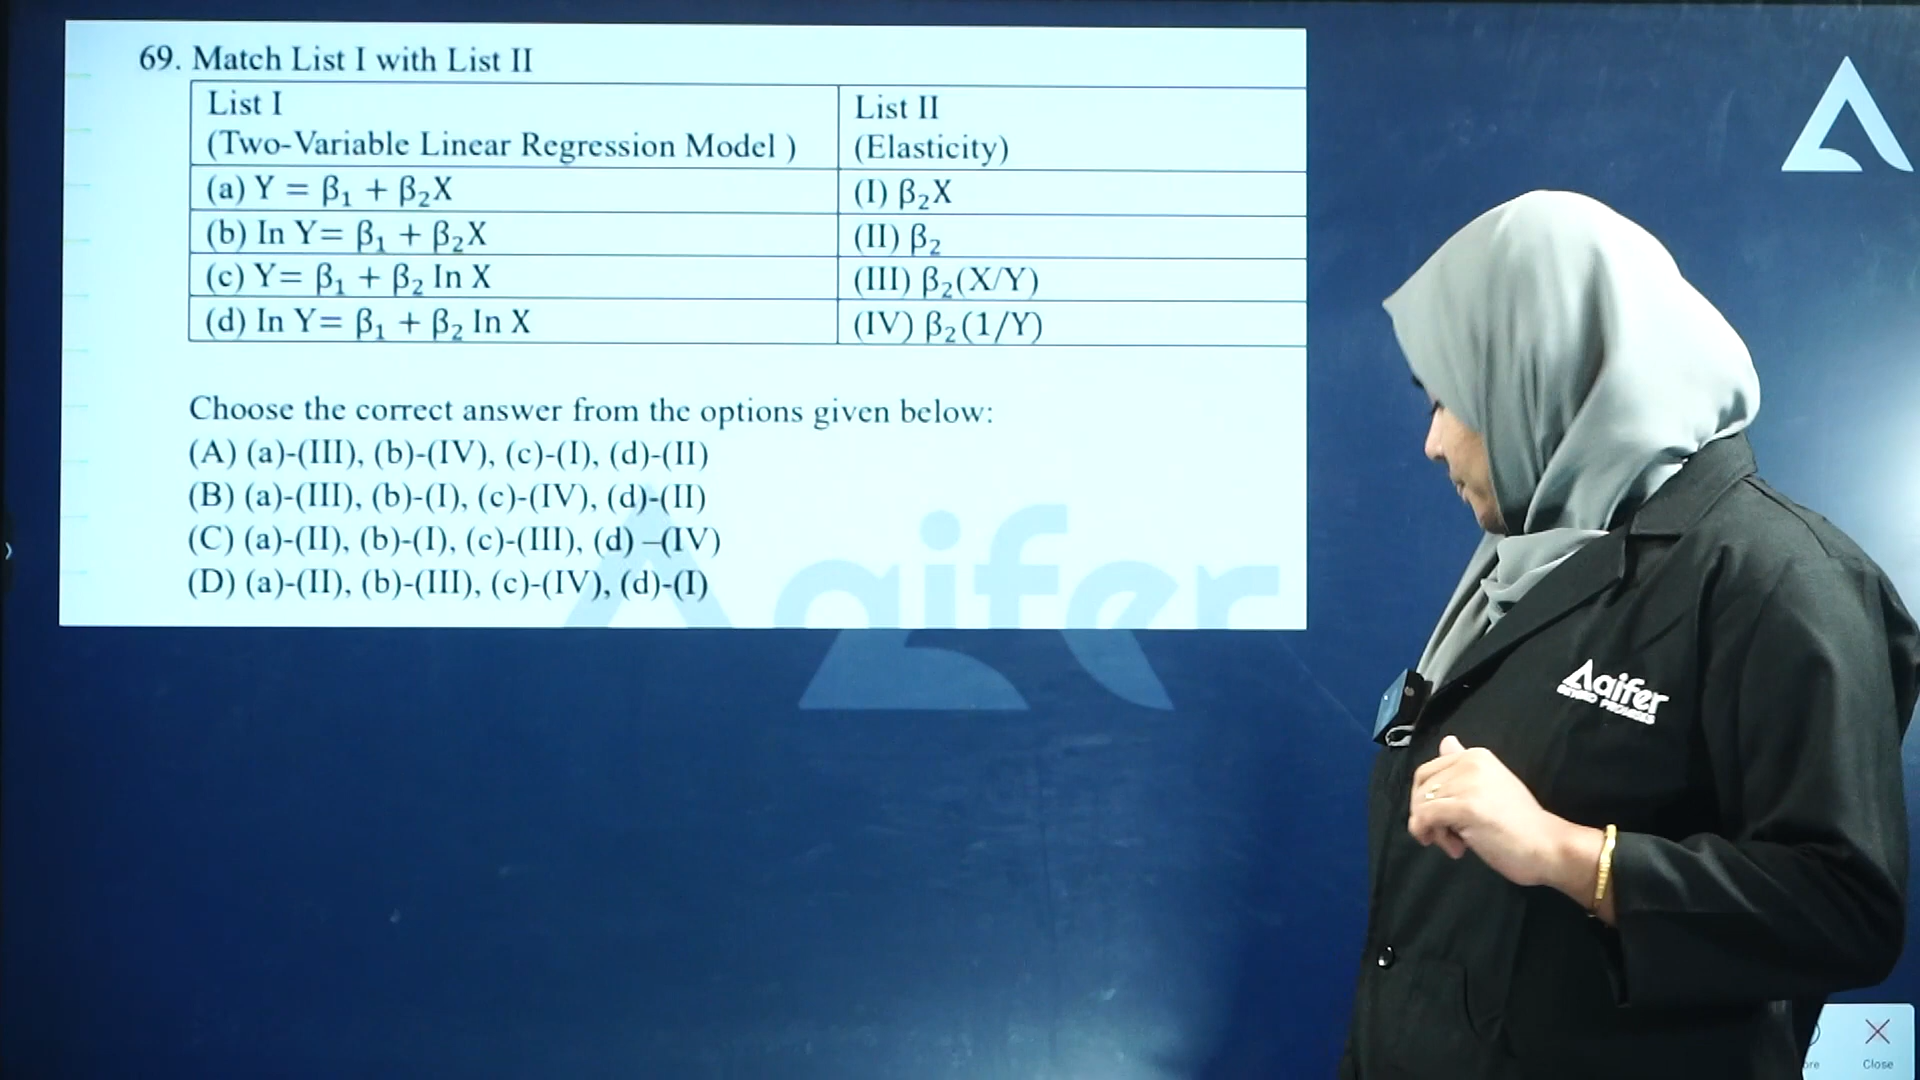 69. Match List I with List II
List I
(Two-Variable Linear Regression Model )
List II
(Elasticity)
(a) Y = β₁ + β₂X
(I) β₂X
(b) In Y= β₁ + β₂X
(II) β₂
(c) Y= β₁ + β₂ In X
(III) β₂(X/Y)
(d) In Y= β₁ + β₂ In X
(IV) β₂(1/Y)
Choose the correct answer from the options given below:
(A) (a)-(III), (b)-(IV), (c)-(I), (d)-(II)
(B) (a)-(III), (b)-(I), (c)-(IV), (d)-(II)
(C) (a)-(II), (b)-(I), (c)-(III), (d) –(IV)
(D) (a)-(II), (b)-(III), (c)-(IV), (d)-(I)
Aifer
Aifer
Close